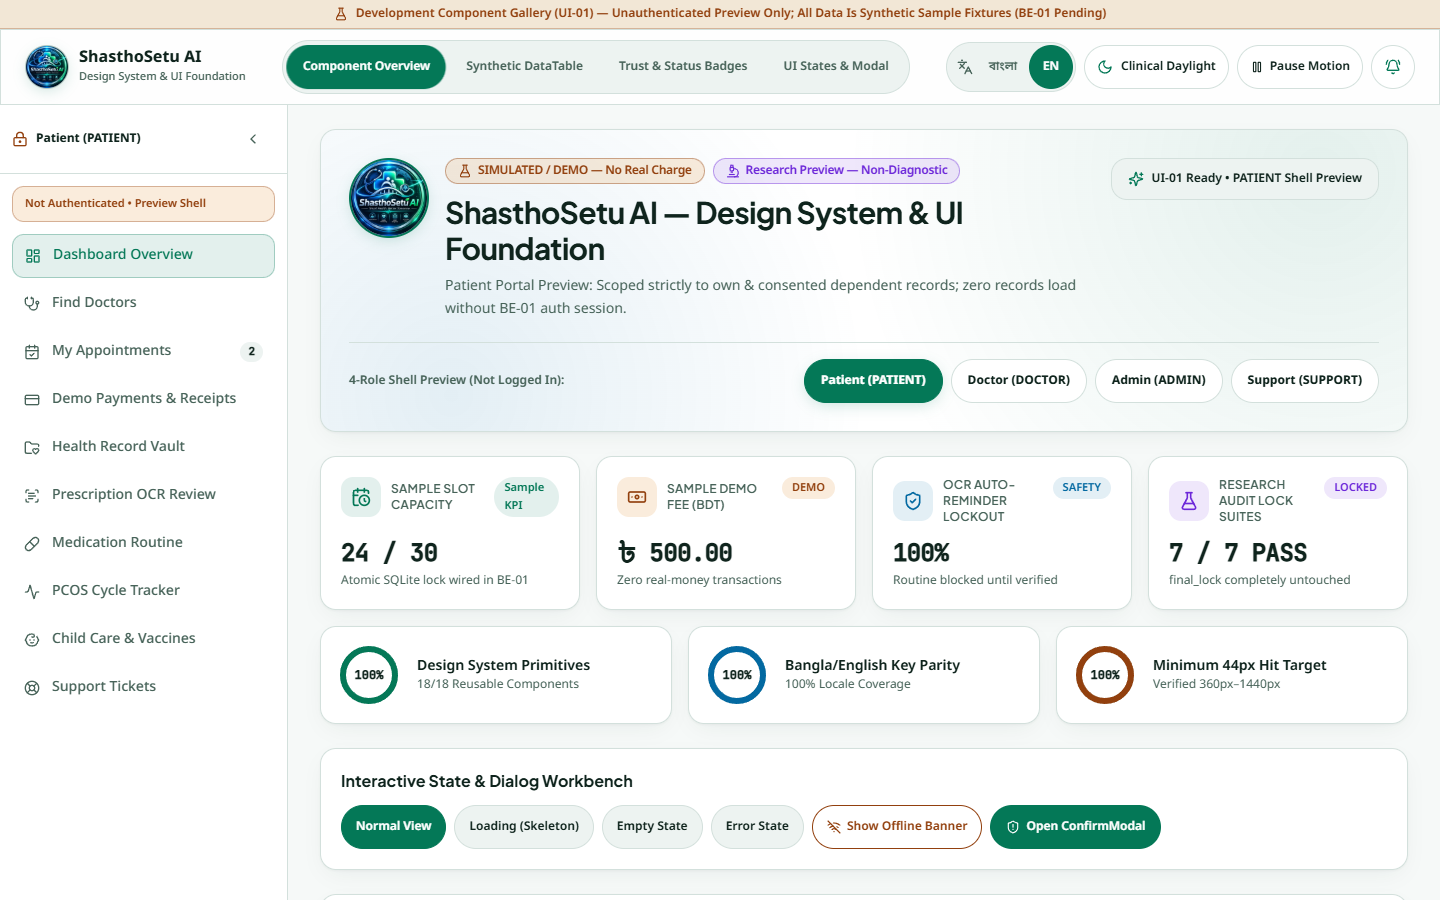 Development Component Gallery (UI-01) — Unauthenticated Preview Only; All Data Is Synthetic Sample Fixtures (BE-01 Pending)
ShasthoSetu AI
Design System & UI Foundation
Component Overview
Synthetic DataTable
Trust & Status Badges
UI States & Modal
বাংলা
EN
Clinical Daylight
Pause Motion
Patient (PATIENT)
Not Authenticated • Preview Shell
Dashboard Overview
Find Doctors
My Appointments
2
Demo Payments & Receipts
Health Record Vault
Prescription OCR Review
Medication Routine
PCOS Cycle Tracker
Child Care & Vaccines
Support Tickets
ShasthoSetu AI
SIMULATED / DEMO — No Real Charge
Research Preview — Non-Diagnostic
UI-01 Ready • PATIENT Shell Preview
ShasthoSetu AI — Design System & UI
Foundation
Patient Portal Preview: Scoped strictly to own & consented dependent records; zero records load
without BE-01 auth session.
4-Role Shell Preview (Not Logged In):
Patient (PATIENT)
Doctor (DOCTOR)
Admin (ADMIN)
Support (SUPPORT)
SAMPLE SLOT
CAPACITY
Sample
KPI
24 / 30
Atomic SQLite lock wired in BE-01
SAMPLE DEMO
FEE (BDT)
DEMO
৳ 500.00
Zero real-money transactions
OCR AUTO-
REMINDER
LOCKOUT
SAFETY
100%
Routine blocked until verified
RESEARCH
AUDIT LOCK
SUITES
LOCKED
7 / 7 PASS
final_lock completely untouched
100%
Design System Primitives
18/18 Reusable Components
100%
Bangla/English Key Parity
100% Locale Coverage
100%
Minimum 44px Hit Target
Verified 360px–1440px
Interactive State & Dialog Workbench
Normal View
Loading (Skeleton)
Empty State
Error State
Show Offline Banner
Open ConfirmModal